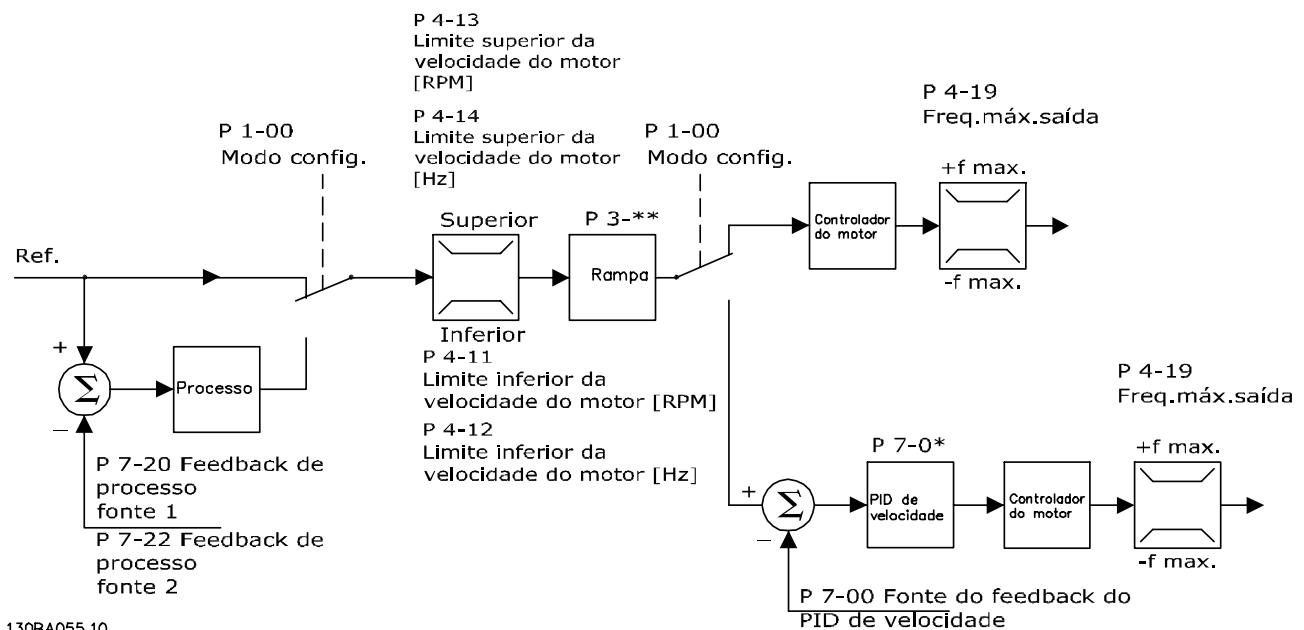 P 4-13
Limite superior da
velocidade do motor
[RPM]
P 4-14
Limite superior da
velocidade do motor
[Hz]
P 1-00
Modo config.
P 1-00
Modo config.
P 4-19
Freq.máx.saída
+f max.
Superior
P 3-**
Controlador
do motor
Ref.
Rampa
-f max.
Inferior
P 4-11
Limite inferior da
velocidade do motor [RPM]
P 4-12
Limite inferior da
velocidade do motor [Hz]
+
Σ
Processo
−
P 7-20 Feedback de
processo
fonte 1
P 7-22 Feedback de
processo
fonte 2
P 4-19
Freq.máx.saída
P 7-0*
+f max.
+
Σ
PID de
velocidade
Controlador
do motor
−
-f max.
P 7-00 Fonte do feedback do
PID de velocidade
130BA055.10